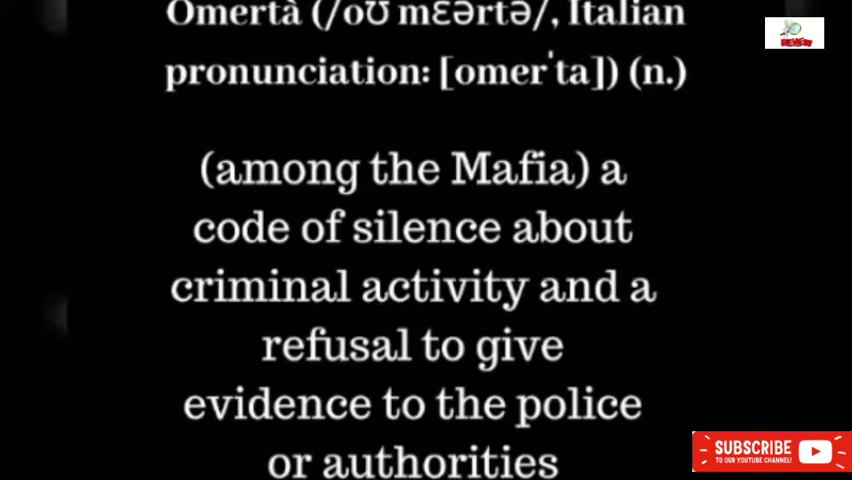 Omertà (/oʊ mɛərtə/, Italian
pronunciation: [omerˈta]) (n.)
(among the Mafia) a
code of silence about
criminal activity and a
refusal to give
evidence to the police
or authorities
REVIEW
SUBSCRIBE
TO OUR YOUTUBE CHANNEL!